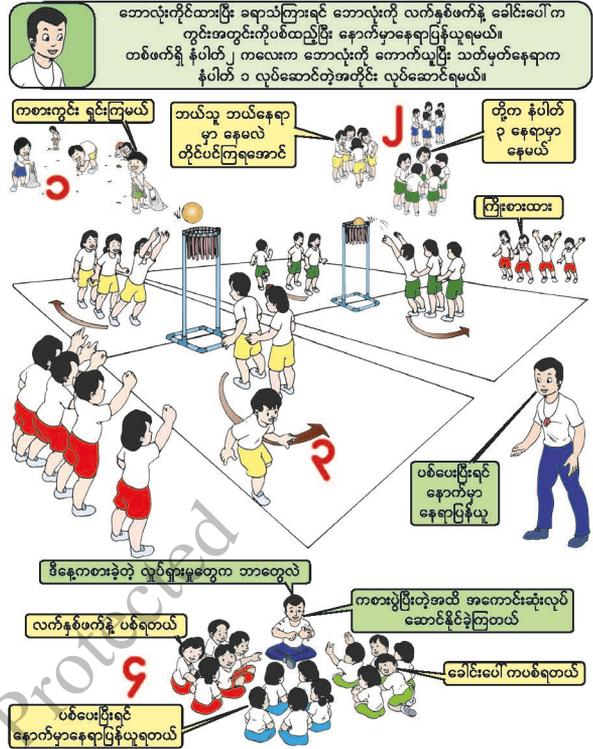 ဘောလုံးကိုင်ထားပြီး ခရာသံကြားရင် ဘောလုံးကို လက်နှစ်ဖက်နဲ့ ခေါင်းပေါ်က
ကွင်းအတွင်းကိုပစ်ထည့်ပြီး နောက်မှာနေရာပြန်ယူရမယ်။
တစ်ဖက်ရှိ နံပါတ်၂ ကလေးက ဘောလုံးကို ကောက်ယူပြီး သတ်မှတ်နေရာက
နံပါတ် ၁ လုပ်ဆောင်တဲ့အတိုင်း လုပ်ဆောင်ရမယ်။
ကစားကွင်း ရှင်းကြမယ်
၁
ဘယ်သူ ဘယ်နေရာ
မှာ နေမလဲ
တိုင်ပင်ကြရအောင်
၂
တို့က နံပါတ်
၃ နေရာမှာ
နေမယ်
ကြိုးစားထား
၃
ပစ်ပေးပြီးရင်
နောက်မှာ
နေရာပြန်ယူ
ဒီနေ့ကစားခဲ့တဲ့ လှုပ်ရှားမှုတွေက ဘာတွေလဲ
ကစားပွဲပြီးတဲ့အထိ အကောင်းဆုံးလုပ်
ဆောင်နိုင်ခဲ့ကြတယ်
လက်နှစ်ဖက်နဲ့ ပစ်ရတယ်
၄
ခေါင်းပေါ်ကပစ်ရတယ်
ပစ်ပေးပြီးရင်
နောက်မှာနေရာပြန်ယူရတယ်
Protected